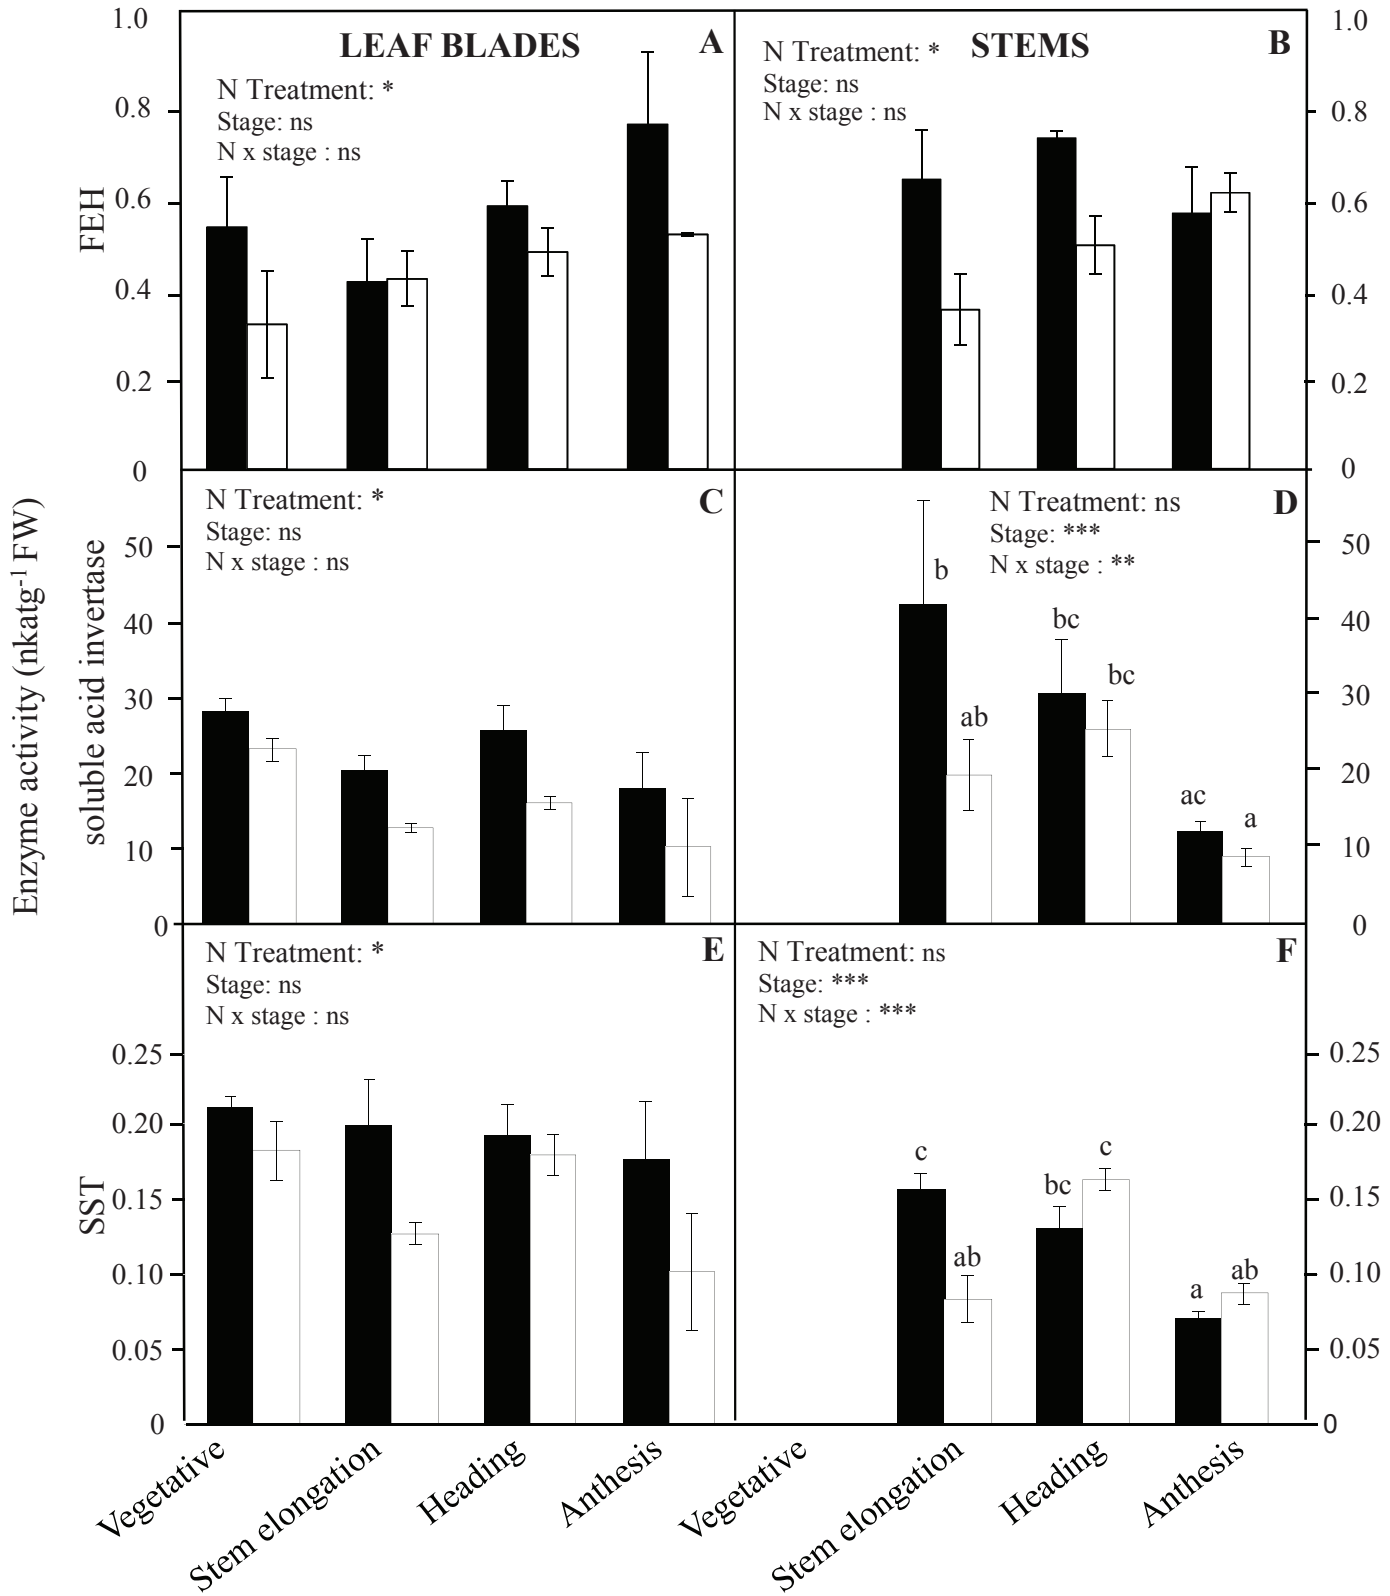 LEAF BLADES
A
N Treatment: *
Stage: ns
N x stage : ns
STEMS
B
N Treatment: *
Stage: ns
N x stage : ns
1.0
0.8
0.6
0.4
0.2
0
FEH
1.0
0.8
0.6
0.4
0.2
0
Enzyme activity (nkatg-1 FW)
soluble acid invertase
N Treatment: *
Stage: ns
N x stage : ns
C
50
40
30
20
10
0
N Treatment: ns
Stage: ***
N x stage : **
D
b
ab
bc
bc
ac
a
50
40
30
20
10
0
N Treatment: *
Stage: ns
N x stage : ns
E
SST
0.25
0.20
0.15
0.10
0.05
0
N Treatment: ns
Stage: ***
N x stage : ***
F
c
ab
bc
c
a
ab
0.25
0.20
0.15
0.10
0.05
0
Vegetative
Stem elongation
Heading
Anthesis
Vegetative
Stem elongation
Heading
Anthesis